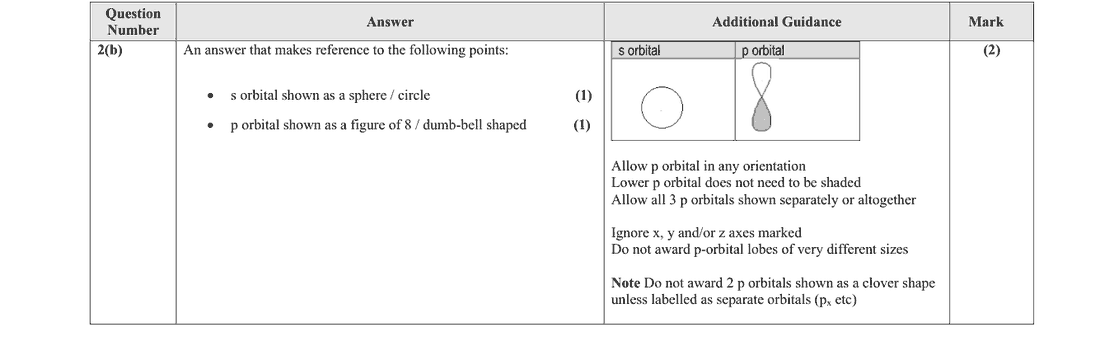 Question Number
Answer
Additional Guidance
Mark
2(b)
An answer that makes reference to the following points:
• s orbital shown as a sphere / circle (1)
• p orbital shown as a figure of 8 / dumb-bell shaped (1)
s orbital
p orbital
Allow p orbital in any orientation
Lower p orbital does not need to be shaded
Allow all 3 p orbitals shown separately or altogether
Ignore x, y and/or z axes marked
Do not award p-orbital lobes of very different sizes
Note Do not award 2 p orbitals shown as a clover shape
unless labelled as separate orbitals (pₓ etc)
(2)